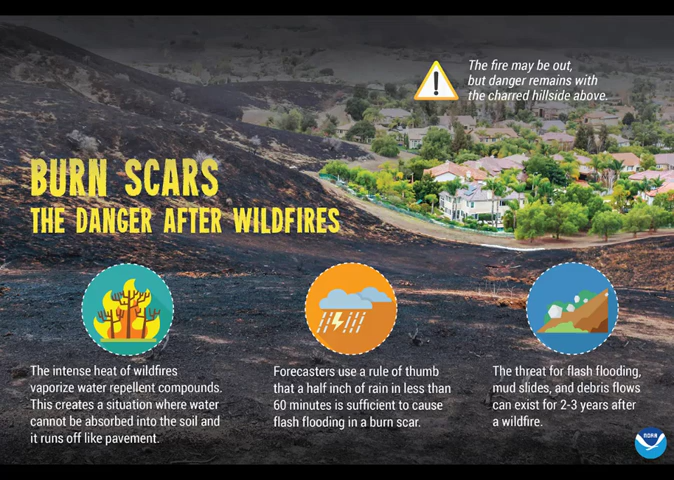 The fire may be out,
but danger remains with
the charred hillside above.
BURN SCARS
THE DANGER AFTER WILDFIRES
The intense heat of wildfires
vaporize water repellent compounds.
This creates a situation where water
cannot be absorbed into the soil and
it runs off like pavement.
Forecasters use a rule of thumb
that a half inch of rain in less than
60 minutes is sufficient to cause
flash flooding in a burn scar.
The threat for flash flooding,
mud slides, and debris flows
can exist for 2-3 years after
a wildfire.
NOAA